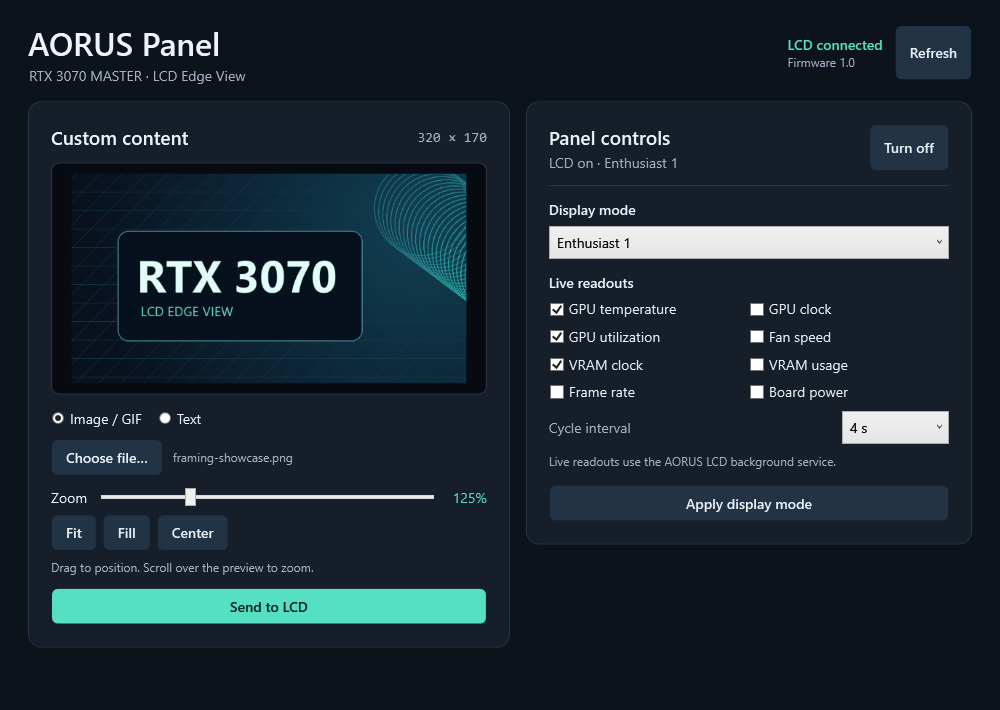 AORUS Panel
RTX 3070 MASTER · LCD Edge View
LCD connected
Firmware 1.0
Refresh
Custom content
320 × 170
RTX 3070
LCD EDGE VIEW
Image / GIF
Text
Choose file...
framing-showcase.png
Zoom
125%
Fit
Fill
Center
Drag to position. Scroll over the preview to zoom.
Send to LCD
Panel controls
LCD on · Enthusiast 1
Turn off
Display mode
Enthusiast 1
Live readouts
GPU temperature
GPU clock
GPU utilization
Fan speed
VRAM clock
VRAM usage
Frame rate
Board power
Cycle interval
4 s
Live readouts use the AORUS LCD background service.
Apply display mode